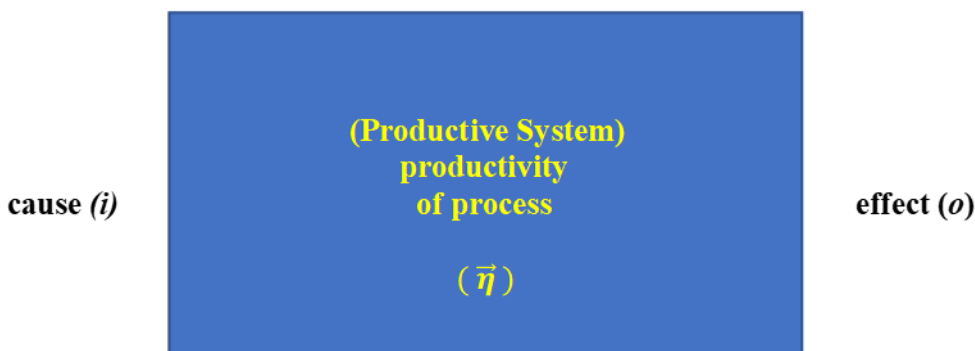 (Productive System)
productivity
cause (i)
of process
effect (o)
( η⃗ )